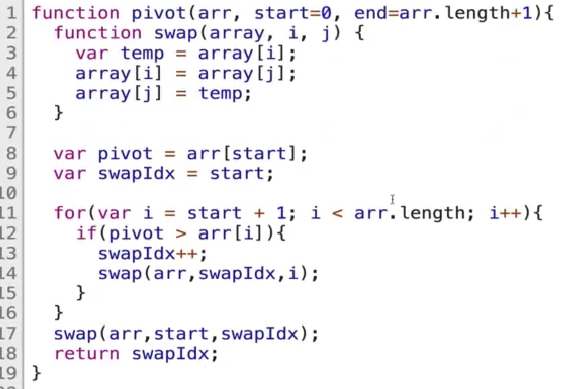 1 function pivot(arr, start=0, end=arr.length+1){
2   function swap(array, i, j) {
3     var temp = array[i];
4     array[i] = array[j];
5     array[j] = temp;
6   }
7
8   var pivot = arr[start];
9   var swapIdx = start;
10
11   for(var i = start + 1; i < arr.length; i++){
12     if(pivot > arr[i]){
13       swapIdx++;
14       swap(arr,swapIdx,i);
15     }
16   }
17   swap(arr,start,swapIdx);
18   return swapIdx;
19 }